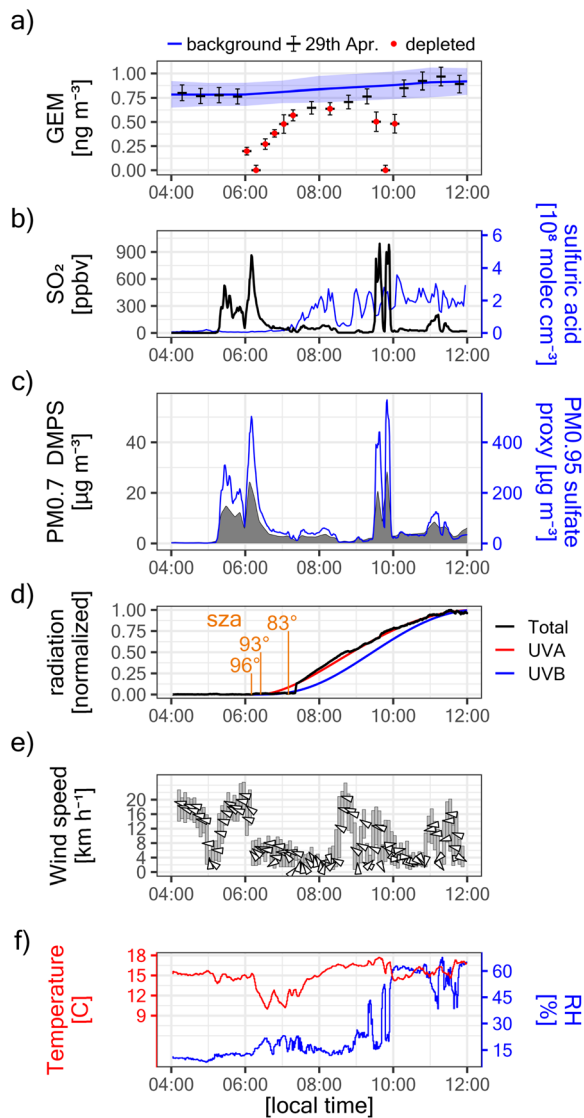 a)
background 29th Apr. depleted
GEM
[ng m⁻³]
1.00
0.75
0.50
0.25
0.00
04:00 06:00 08:00 10:00 12:00
b)
SO₂
[ppbv]
900
600
300
0
6
4
2
0
sulfuric acid
[10⁸ molec cm⁻³]
04:00 06:00 08:00 10:00 12:00
c)
PM0.7 DMPS
[µg m⁻³]
40
20
0
400
200
0
PM0.95 sulfate
proxy [µg m⁻³]
04:00 06:00 08:00 10:00 12:00
d)
radiation
[normalized]
1.00
0.75
0.50
0.25
0.00
sza
83°
93°
96°
Total
UVA
UVB
04:00 06:00 08:00 10:00 12:00
e)
Wind speed
[km h⁻¹]
20
16
12
8
4
0
04:00 06:00 08:00 10:00 12:00
f)
Temperature
[C]
18
15
12
9
60
45
30
15
RH
[%]
04:00 06:00 08:00 10:00 12:00
[local time]